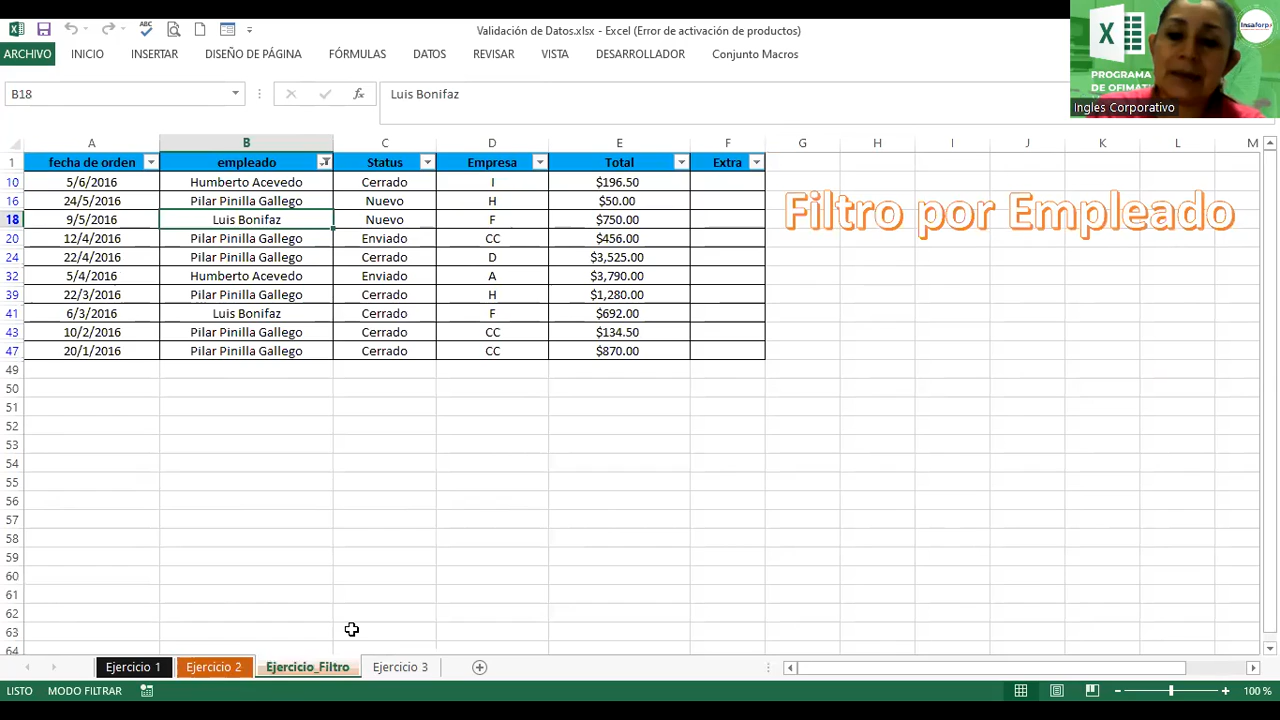 Validación de Datox.xlsx - Excel (Error de activación de productos)
ARCHIVO INICIO INSERTAR DISEÑO DE PÁGINA FÓRMULAS DATOS REVISAR VISTA DESARROLLADOR Conjunto Macros
Insaforp
PROGRAMA
DE OFIMATI
Ingles Corporativo
B18 fx Luis Bonifaz
A B C D E F G H I J K L M
1 fecha de orden empleado Status Empresa Total Extra
10 5/6/2016 Humberto Acevedo Cerrado I $196.50
16 24/5/2016 Pilar Pinilla Gallego Nuevo H $50.00
18 9/5/2016 Luis Bonifaz Nuevo F $750.00
20 12/4/2016 Pilar Pinilla Gallego Enviado CC $456.00
24 22/4/2016 Pilar Pinilla Gallego Cerrado D $3,525.00
32 5/4/2016 Humberto Acevedo Enviado A $3,790.00
39 22/3/2016 Pilar Pinilla Gallego Cerrado H $1,280.00
41 6/3/2016 Luis Bonifaz Cerrado F $692.00
43 10/2/2016 Pilar Pinilla Gallego Cerrado CC $134.50
47 20/1/2016 Pilar Pinilla Gallego Cerrado CC $870.00
Filtro por Empleado
49
50
51
52
53
54
55
56
57
58
59
60
61
62
63
64
Ejercicio 1 Ejercicio 2 Ejercicio_Filtro Ejercicio 3
LISTO MODO FILTRAR 100 %